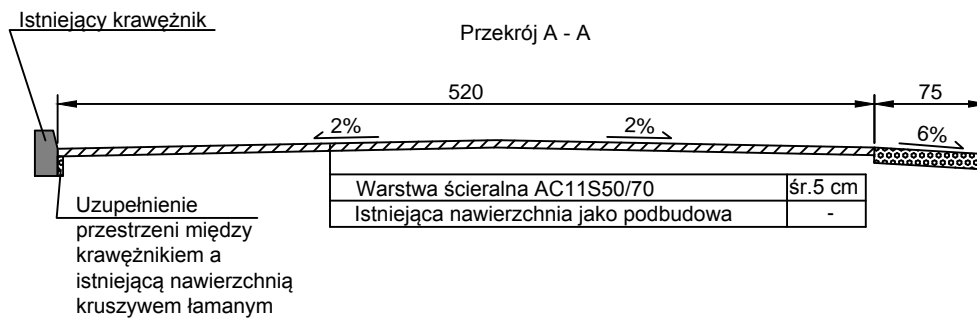 Istniejący krawężnik
Przekrój A - A
520
75
2%
2%
6%
Warstwa ścieralna AC11S50/70
śr.5 cm
Istniejąca nawierzchnia jako podbudowa
-
Uzupełnienie
przestrzeni między
krawężnikiem a
istniejącą nawierzchnią
kruszywem łamanym